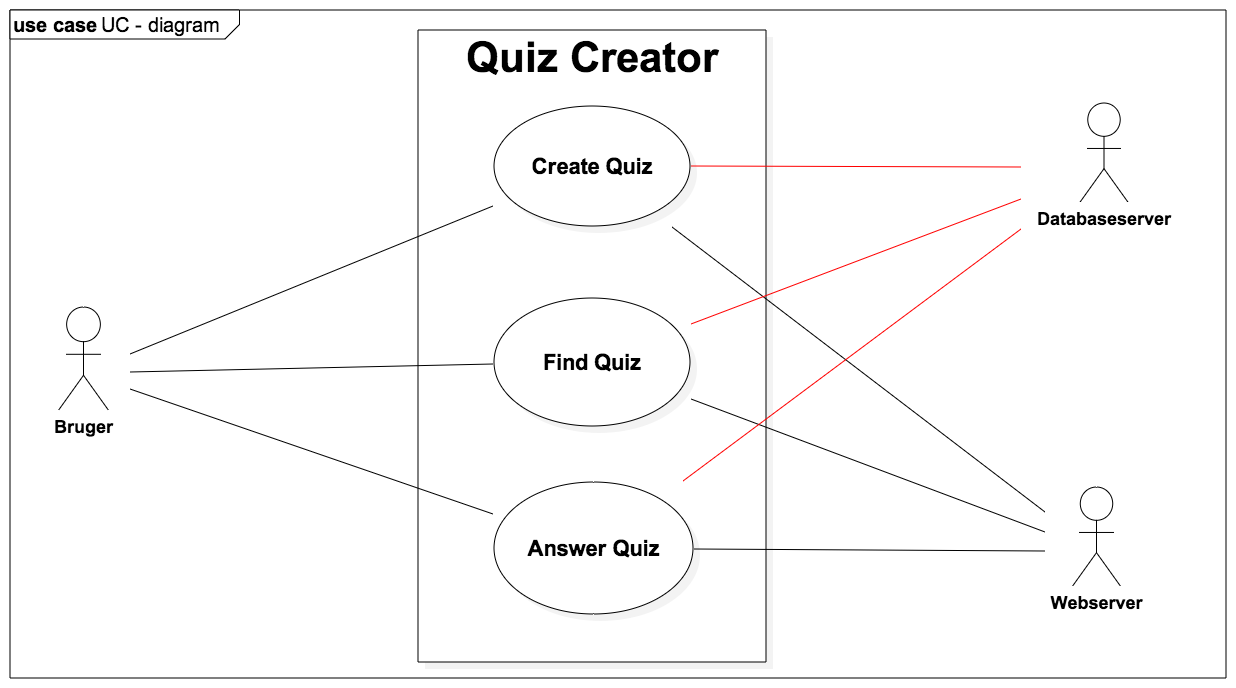 use case UC - diagram
Quiz Creator
Create Quiz
Databaseserver
Find Quiz
Bruger
Answer Quiz
Webserver